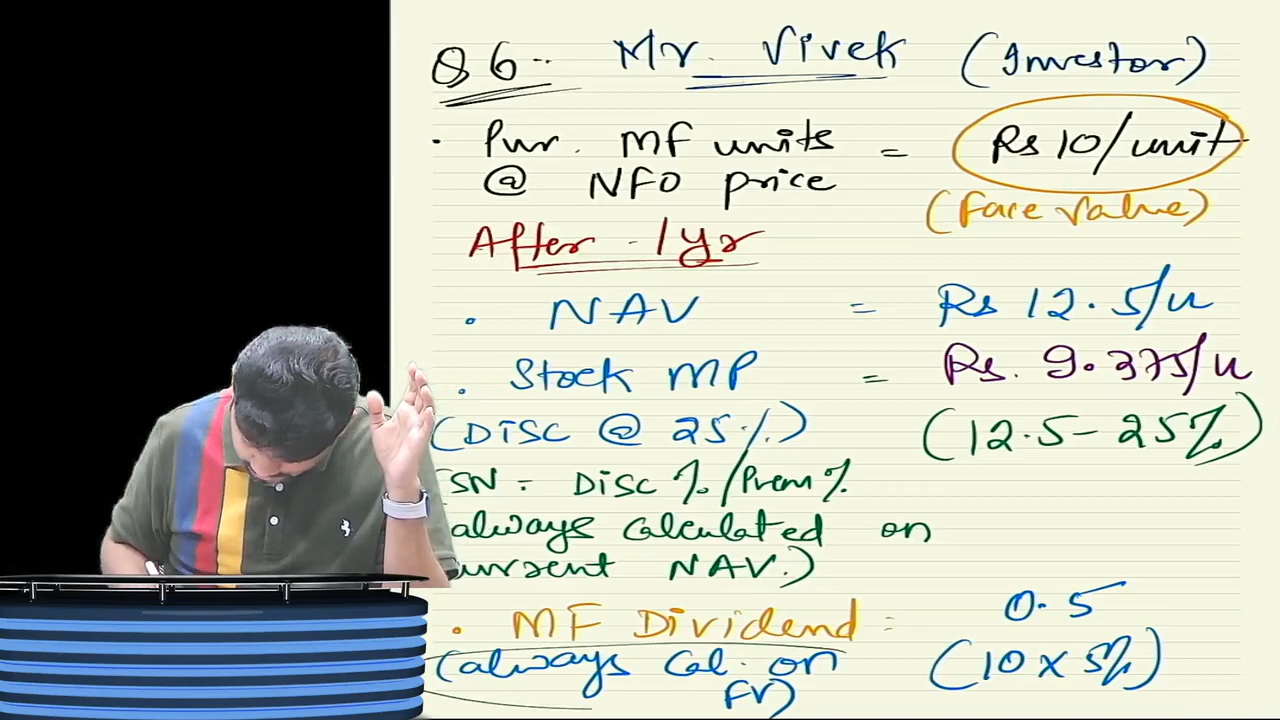 Q6.. Mr. Vivek (Investor)
• Pur. MF units = Rs 10/unit
@ NFO price (Face Value)
After - 1yr
• NAV = Rs 12.5/u
• Stock MP = Rs. 9.375/u
(DISC @ 25%) (12.5 - 25%)
SN = DISC %/Prem %
always calculated on
NAV.)
• MF Dividend = 0.5
(always Cal. on (10 x 5%)
FV)